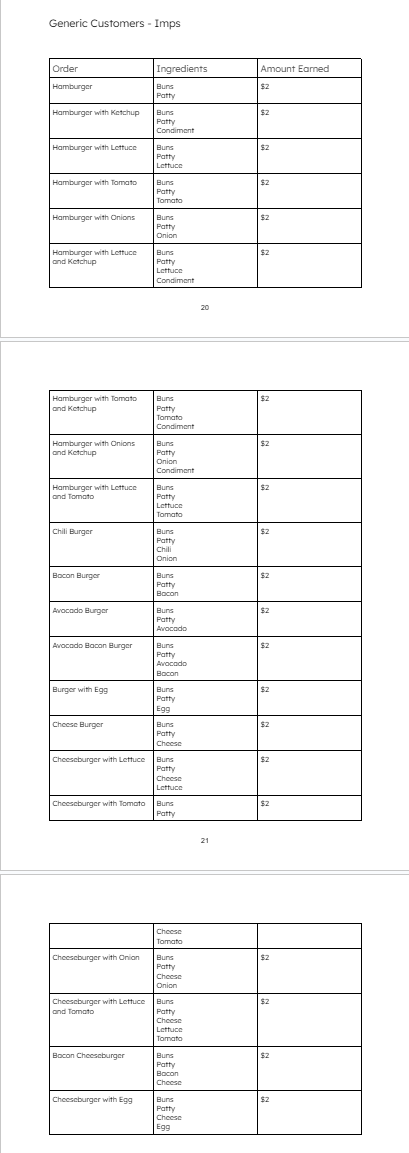 Generic Customers - Imps
Order Ingredients Amount Earned
Hamburger Buns $2
Patty
Hamburger with Ketchup Buns $2
Patty
Condiment
Hamburger with Lettuce Buns $2
Patty
Lettuce
Hamburger with Tomato Buns $2
Patty
Tomato
Hamburger with Onions Buns $2
Patty
Onion
Hamburger with Lettuce Buns $2
and Ketchup Patty
Lettuce
Condiment
20
Hamburger with Tomato Buns $2
and Ketchup Patty
Tomato
Condiment
Hamburger with Onions Buns $2
and Ketchup Patty
Onion
Condiment
Hamburger with Lettuce Buns $2
and Tomato Patty
Lettuce
Tomato
Chili Burger Buns $2
Patty
Chili
Onion
Bacon Burger Buns $2
Patty
Bacon
Avocado Burger Buns $2
Patty
Avocado
Avocado Bacon Burger Buns $2
Patty
Avocado
Bacon
Burger with Egg Buns $2
Patty
Egg
Cheese Burger Buns $2
Patty
Cheese
Cheeseburger with Lettuce Buns $2
Patty
Cheese
Lettuce
Cheeseburger with Tomato Buns $2
Patty
21
Cheese
Tomato
Cheeseburger with Onion Buns $2
Patty
Cheese
Onion
Cheeseburger with Lettuce Buns $2
and Tomato Patty
Cheese
Lettuce
Tomato
Bacon Cheeseburger Buns $2
Patty
Bacon
Cheese
Cheeseburger with Egg Buns $2
Patty
Cheese
Egg